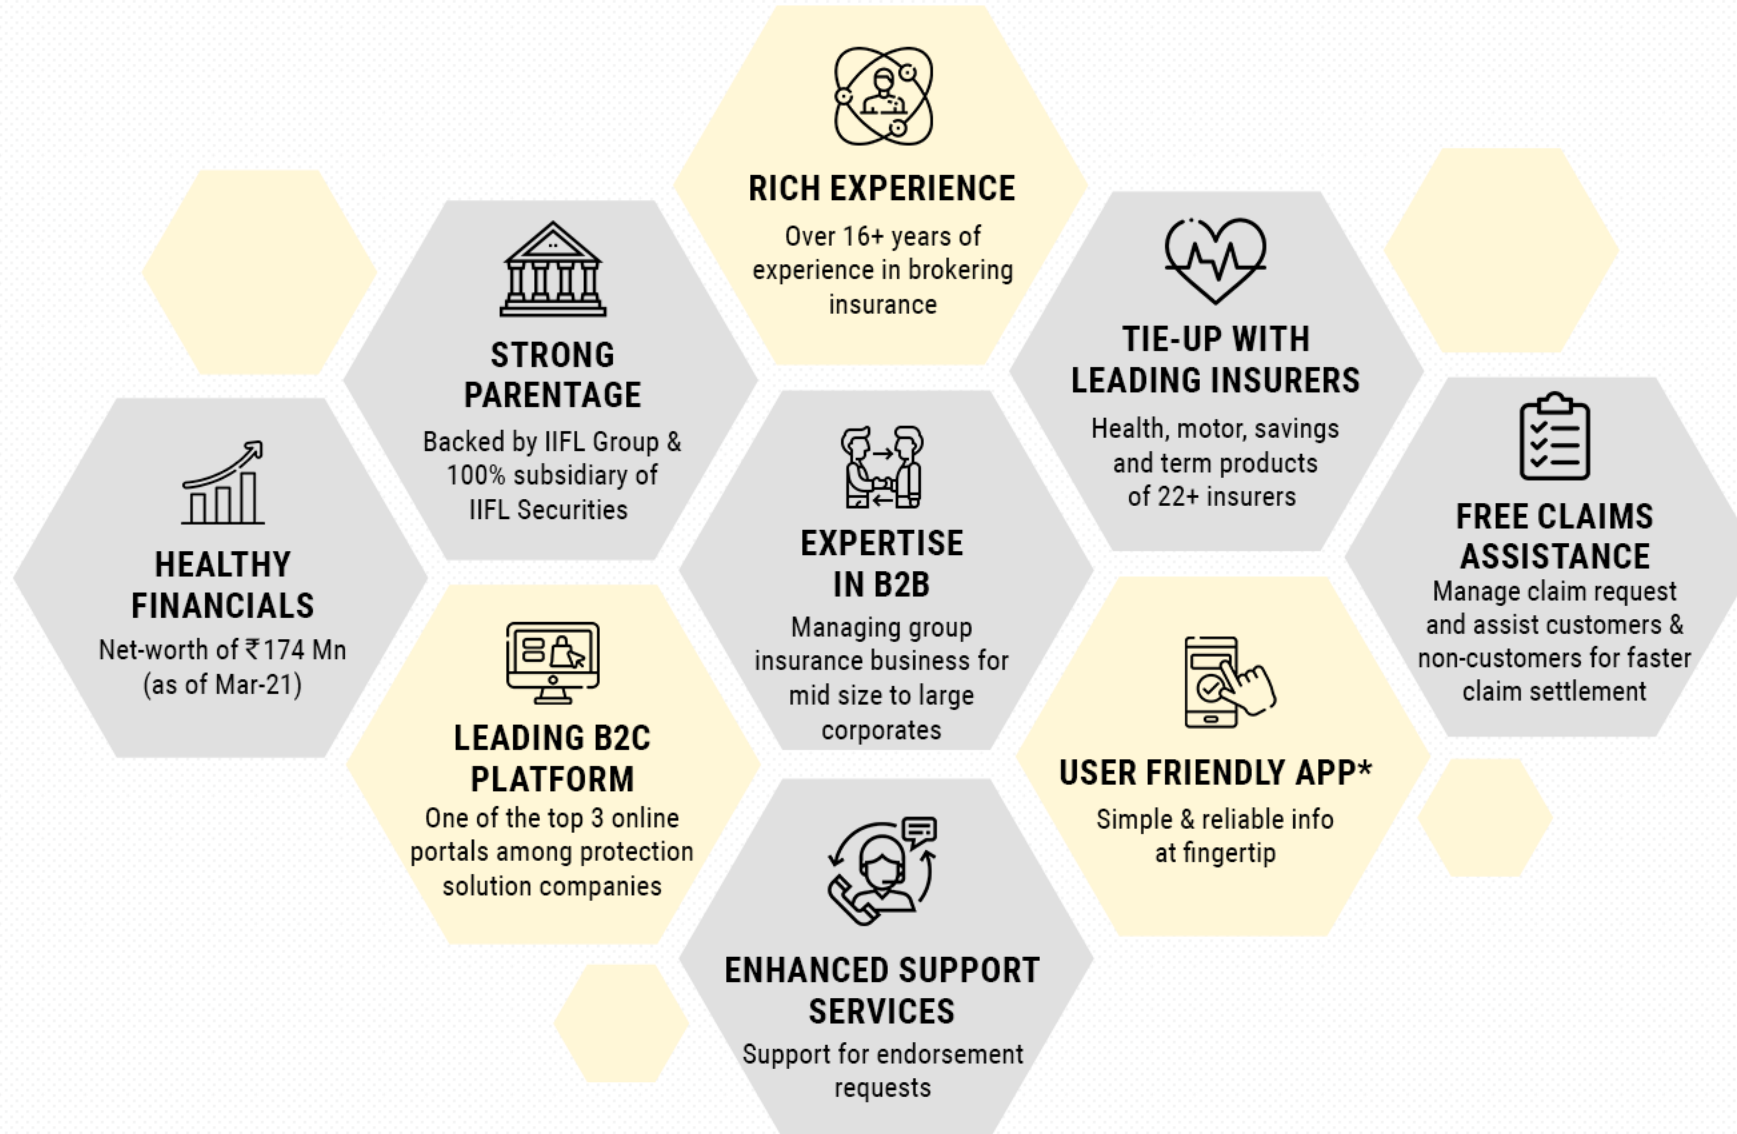 RICH EXPERIENCE
Over 16+ years of
experience in brokering
insurance
STRONG
PARENTAGE
Backed by IIFL Group &
100% subsidiary of
IIFL Securities
TIE-UP WITH
LEADING INSURERS
Health, motor, savings
and term products
of 22+ insurers
HEALTHY
FINANCIALS
Net-worth of ₹174 Mn
(as of Mar-21)
EXPERTISE
IN B2B
Managing group
insurance business for
mid size to large
corporates
FREE CLAIMS
ASSISTANCE
Manage claim request
and assist customers &
non-customers for faster
claim settlement
LEADING B2C
PLATFORM
One of the top 3 online
portals among protection
solution companies
USER FRIENDLY APP*
Simple & reliable info
at fingertip
ENHANCED SUPPORT
SERVICES
Support for endorsement
requests